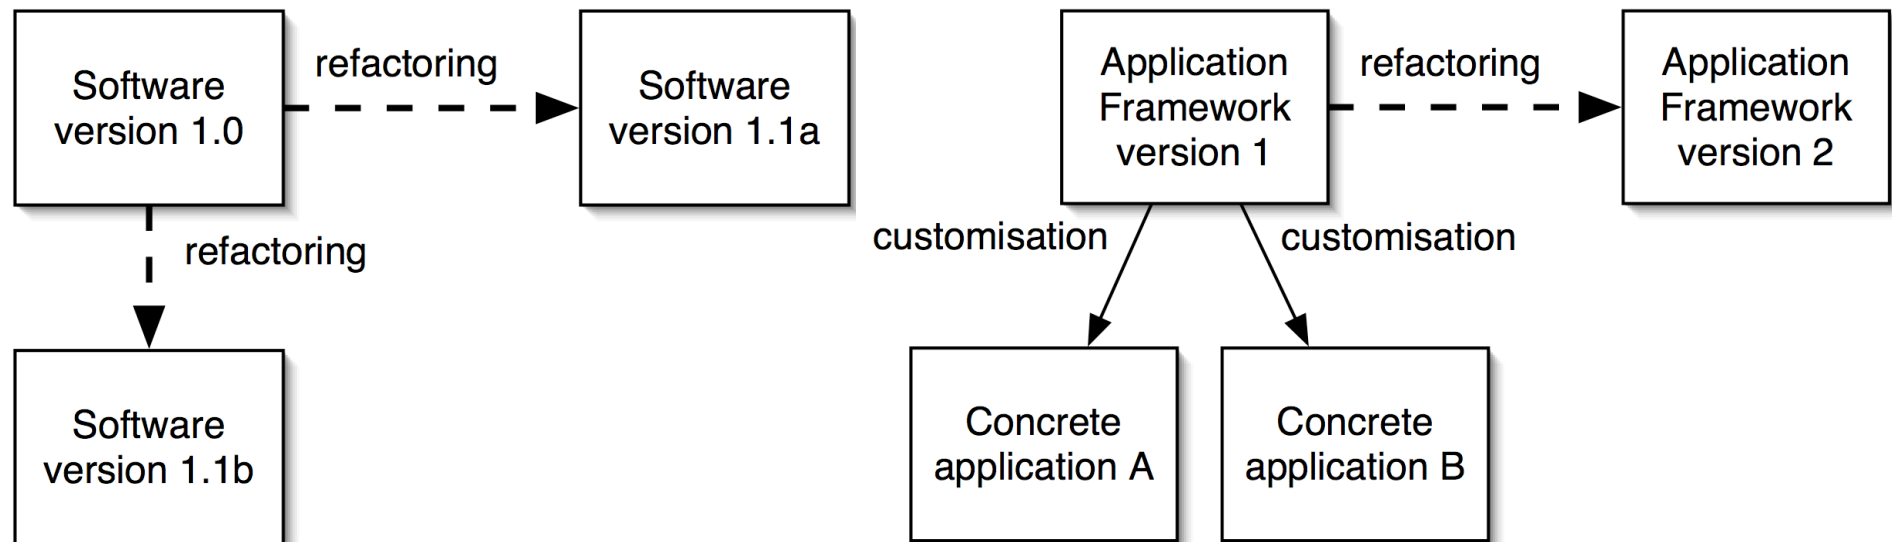 Software
version 1.0
refactoring
Software
version 1.1a
refactoring
Software
version 1.1b
Application
Framework
version 1
refactoring
Application
Framework
version 2
customisation
customisation
Concrete
application A
Concrete
application B